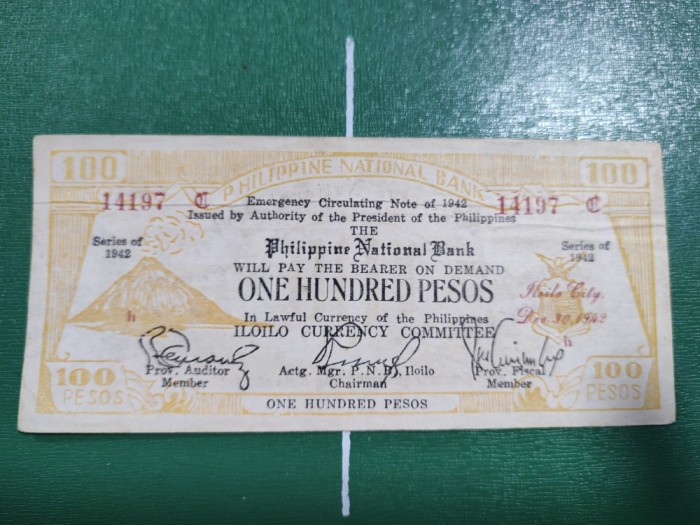 100 100
PHILIPPINE NATIONAL BANK
14197 C 14197 C
Emergency Circulating Note of 1942
Issued by Authority of the President of the Philippines
THE
Series of
1942
Philippine National Bank
Series of
1942
WILL PAY THE BEARER ON DEMAND
ONE HUNDRED PESOS
Iloilo City,
Dec. 30, 1942
h
In Lawful Currency of the Philippines
h
ILOILO CURRENCY COMMITTEE
Prov. Auditor
Member
Actg. Mgr. P.N.B., Iloilo
Chairman
Prov. Fiscal
Member
100
PESOS
100
PESOS
ONE HUNDRED PESOS